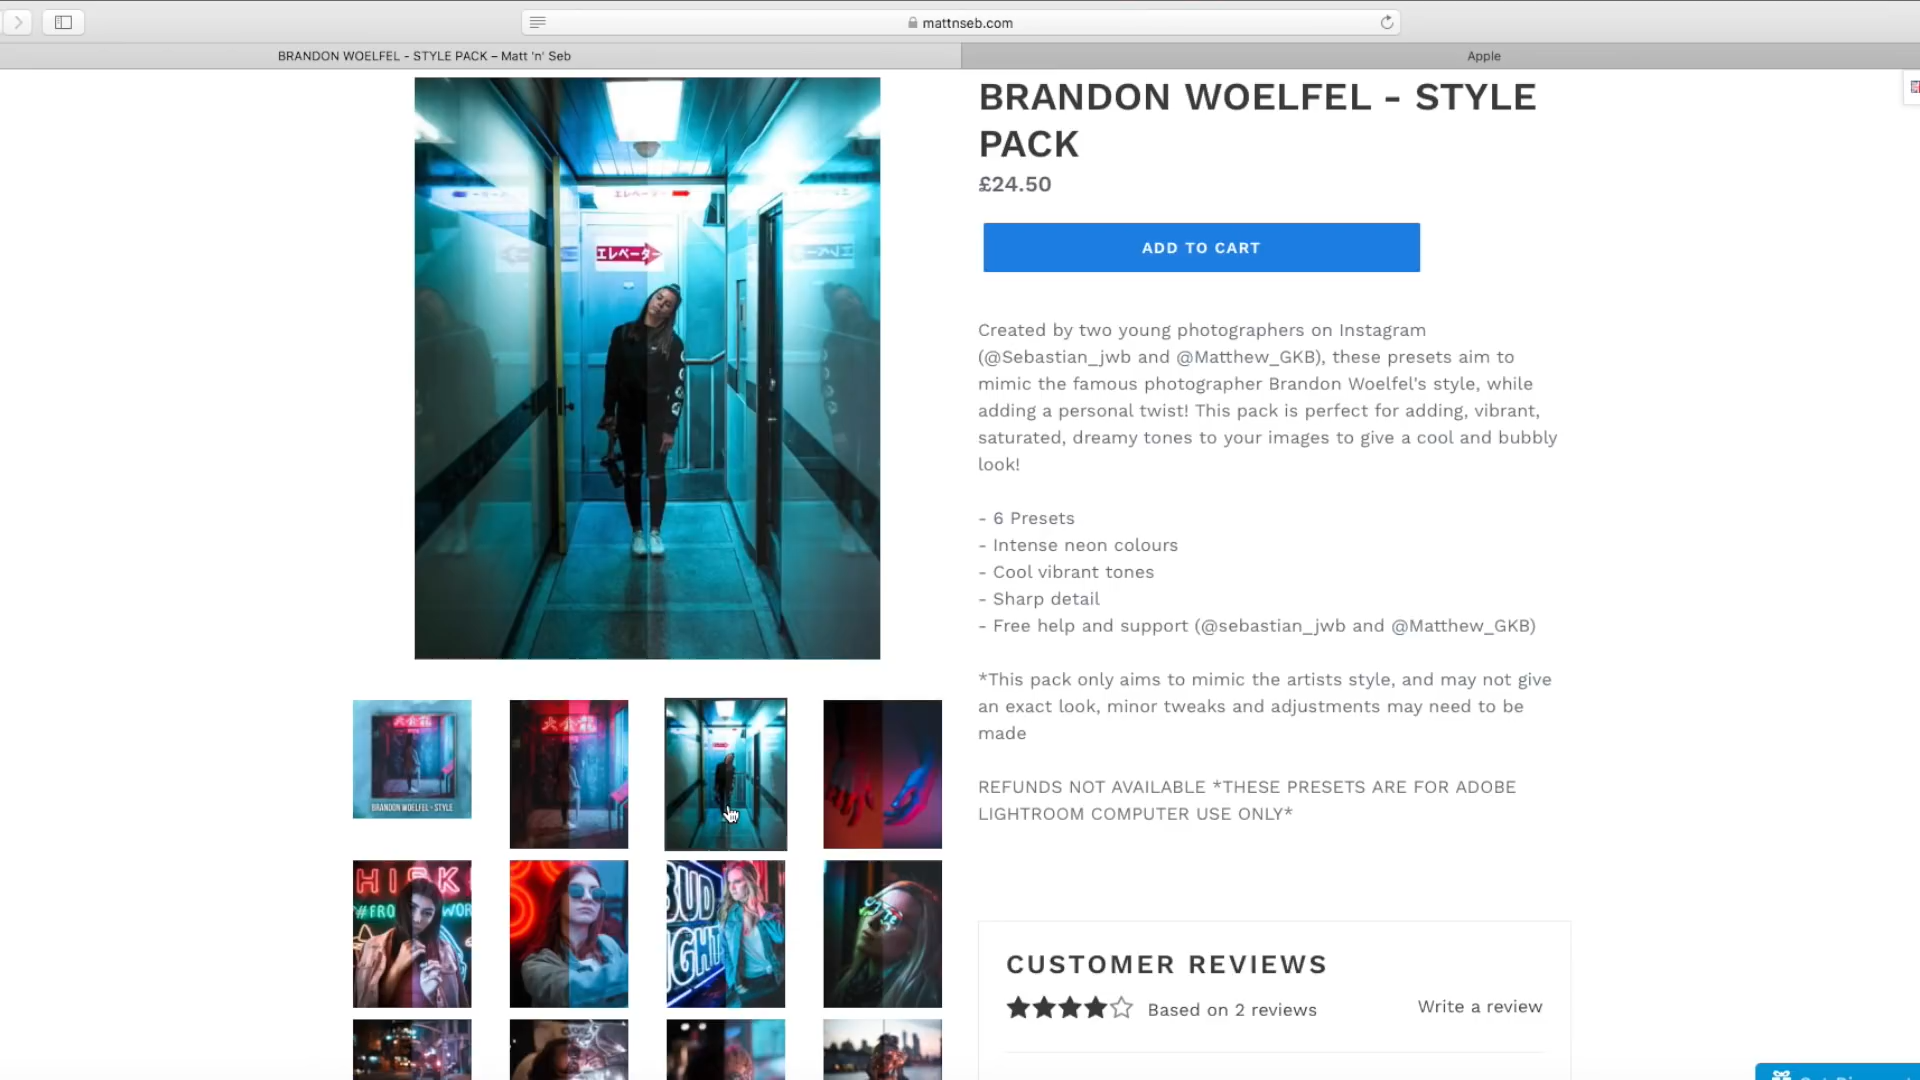 mattnseb.com
BRANDON WOELFEL - STYLE PACK – Matt 'n' Seb
Apple
BRANDON WOELFEL - STYLE
PACK
£24.50
ADD TO CART
エレベーター
Created by two young photographers on Instagram
(@Sebastian_jwb and @Matthew_GKB), these presets aim to
mimic the famous photographer Brandon Woelfel's style, while
adding a personal twist! This pack is perfect for adding, vibrant,
saturated, dreamy tones to your images to give a cool and bubbly
look!
- 6 Presets
- Intense neon colours
- Cool vibrant tones
- Sharp detail
- Free help and support (@sebastian_jwb and @Matthew_GKB)
*This pack only aims to mimic the artists style, and may not give
an exact look, minor tweaks and adjustments may need to be
made
REFUNDS NOT AVAILABLE *THESE PRESETS ARE FOR ADOBE
LIGHTROOM COMPUTER USE ONLY*
BRANDON WOELFEL - STYLE
HISK
#FRO WOR
BUD
IGHT
CUSTOMER REVIEWS
Based on 2 reviews
Write a review